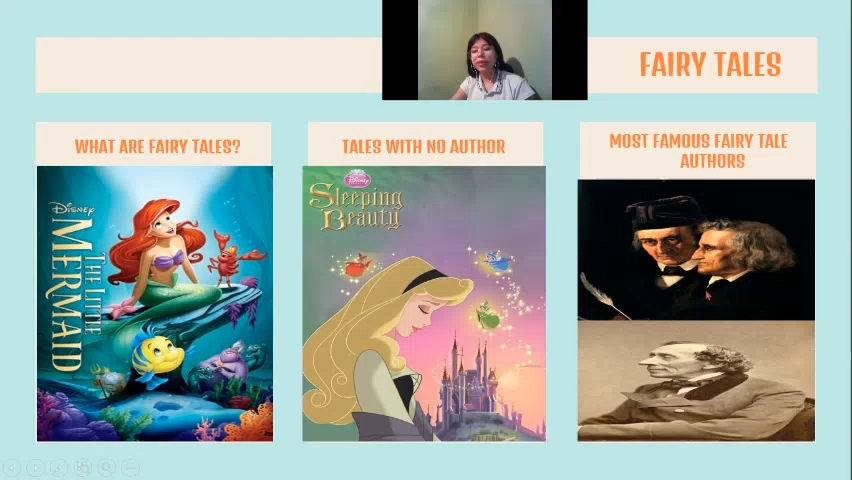 FAIRY TALES
WHAT ARE FAIRY TALES?
TALES WITH NO AUTHOR
MOST FAMOUS FAIRY TALE
AUTHORS
Disney
THE LITTLE
MERMAID
Disney
Sleeping
Beauty